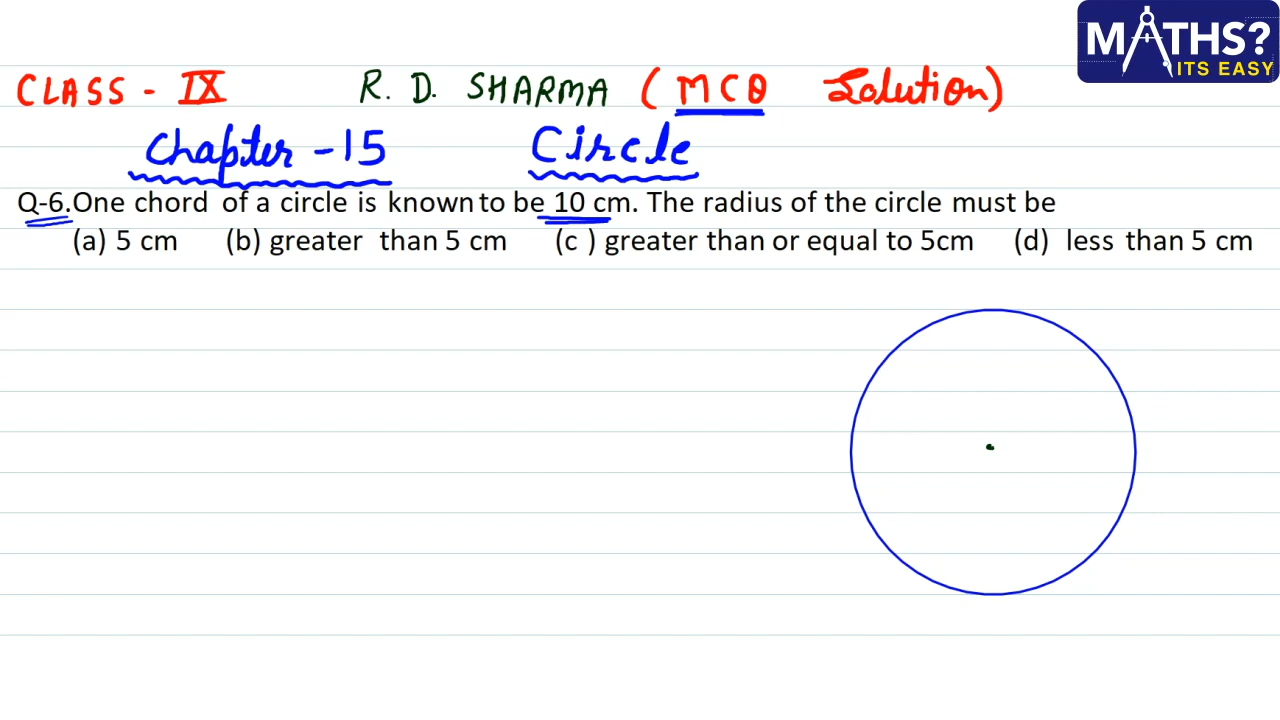 MATHS?
ITS EASY
CLASS - IX R. D. SHARMA (MCQ Solution)
Chapter - 15 Circle
Q-6.One chord of a circle is known to be 10 cm. The radius of the circle must be
(a) 5 cm (b) greater than 5 cm (c ) greater than or equal to 5cm (d) less than 5 cm